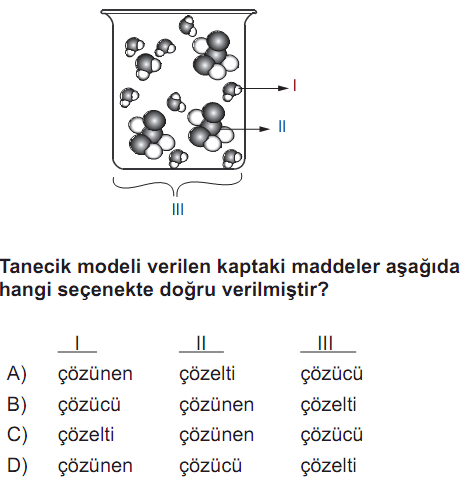 I
II
III
Tanecik modeli verilen kaptaki maddeler aşağıda
hangi seçenekte doğru verilmiştir?
I II III
A) çözünen çözelti çözücü
B) çözücü çözünen çözelti
C) çözelti çözünen çözücü
D) çözünen çözücü çözelti